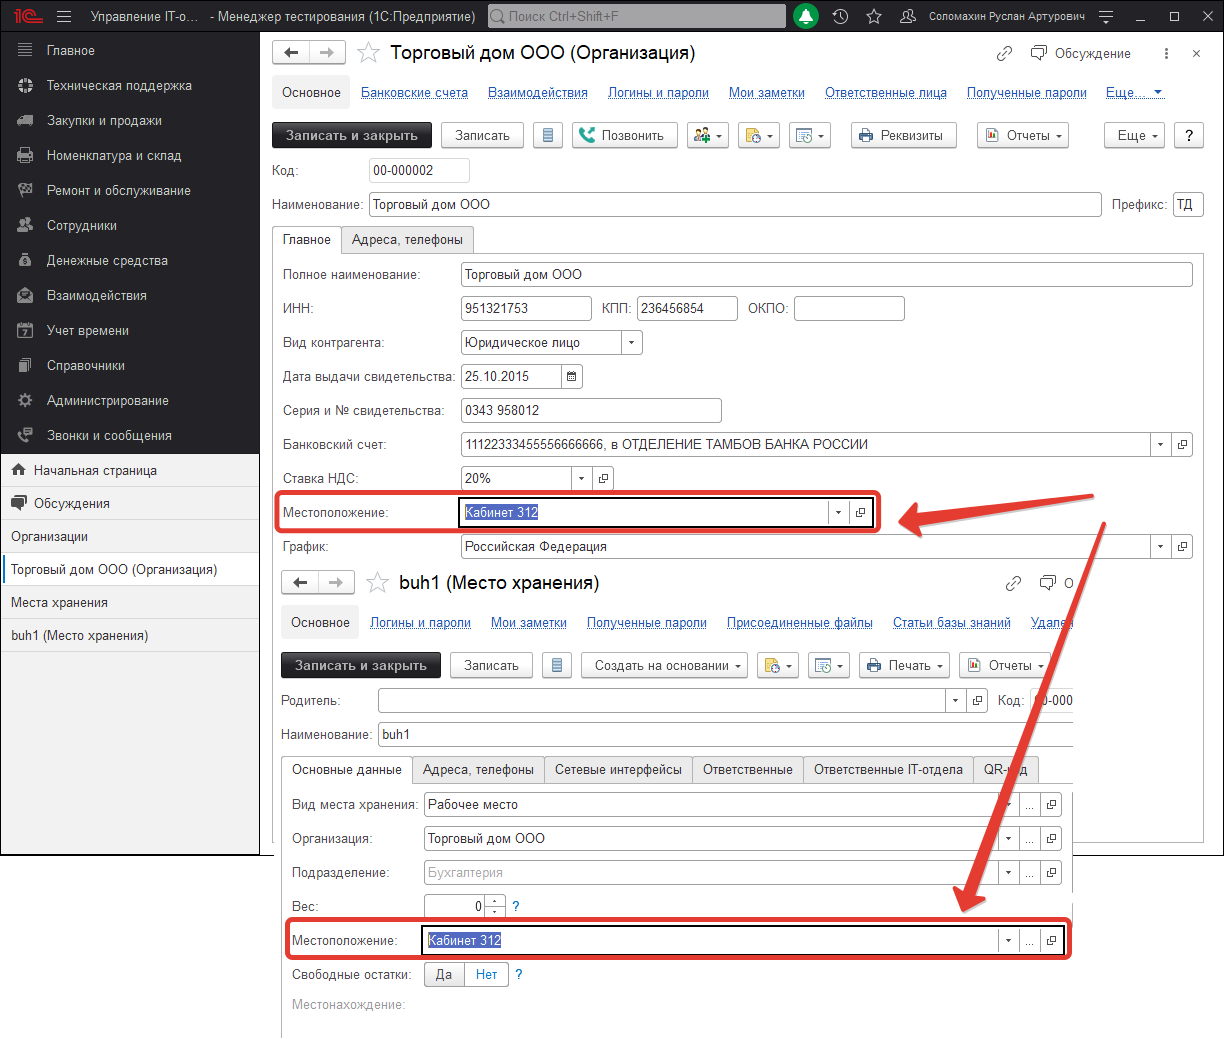 1С Управление IT-о... - Менеджер тестирования (1С:Предприятие) Поиск Ctrl+Shift+F Соломахин Руслан Артурович
Главное
Техническая поддержка
Закупки и продажи
Номенклатура и склад
Ремонт и обслуживание
Сотрудники
Денежные средства
Взаимодействия
Учет времени
Справочники
Администрирование
Звонки и сообщения
Начальная страница
Обсуждения
Организации
Торговый дом ООО (Организация)
Места хранения
buh1 (Место хранения)
Торговый дом ООО (Организация) Обсуждение
Основное Банковские счета Взаимодействия Логины и пароли Мои заметки Ответственные лица Полученные пароли Еще...
Записать и закрыть Записать Позвонить Реквизиты Отчеты Еще ?
Код: 00-000002
Наименование: Торговый дом ООО Префикс: ТД
Главное Адреса, телефоны
Полное наименование: Торговый дом ООО
ИНН: 951321753 КПП: 236456854 ОКПО:
Вид контрагента: Юридическое лицо
Дата выдачи свидетельства: 25.10.2015
Серия и № свидетельства: 0343 958012
Банковский счет: 11122333455556666666, в ОТДЕЛЕНИЕ ТАМБОВ БАНКА РОССИИ
Ставка НДС: 20%
Местоположение: Кабинет 312
График: Российская Федерация
buh1 (Место хранения) О
Основное Логины и пароли Мои заметки Полученные пароли Присоединенные файлы Статьи базы знаний Удале
Записать и закрыть Записать Создать на основании Печать Отчеты
Родитель: Код: 00-000
Наименование: buh1
Основные данные Адреса, телефоны Сетевые интерфейсы Ответственные Ответственные IT-отдела QR-код
Вид места хранения: Рабочее место ...
Организация: Торговый дом ООО ...
Подразделение: Бухгалтерия ...
Вес: 0 ?
Местоположение: Кабинет 312 ...
Свободные остатки: Да Нет ?
Местонахождение: